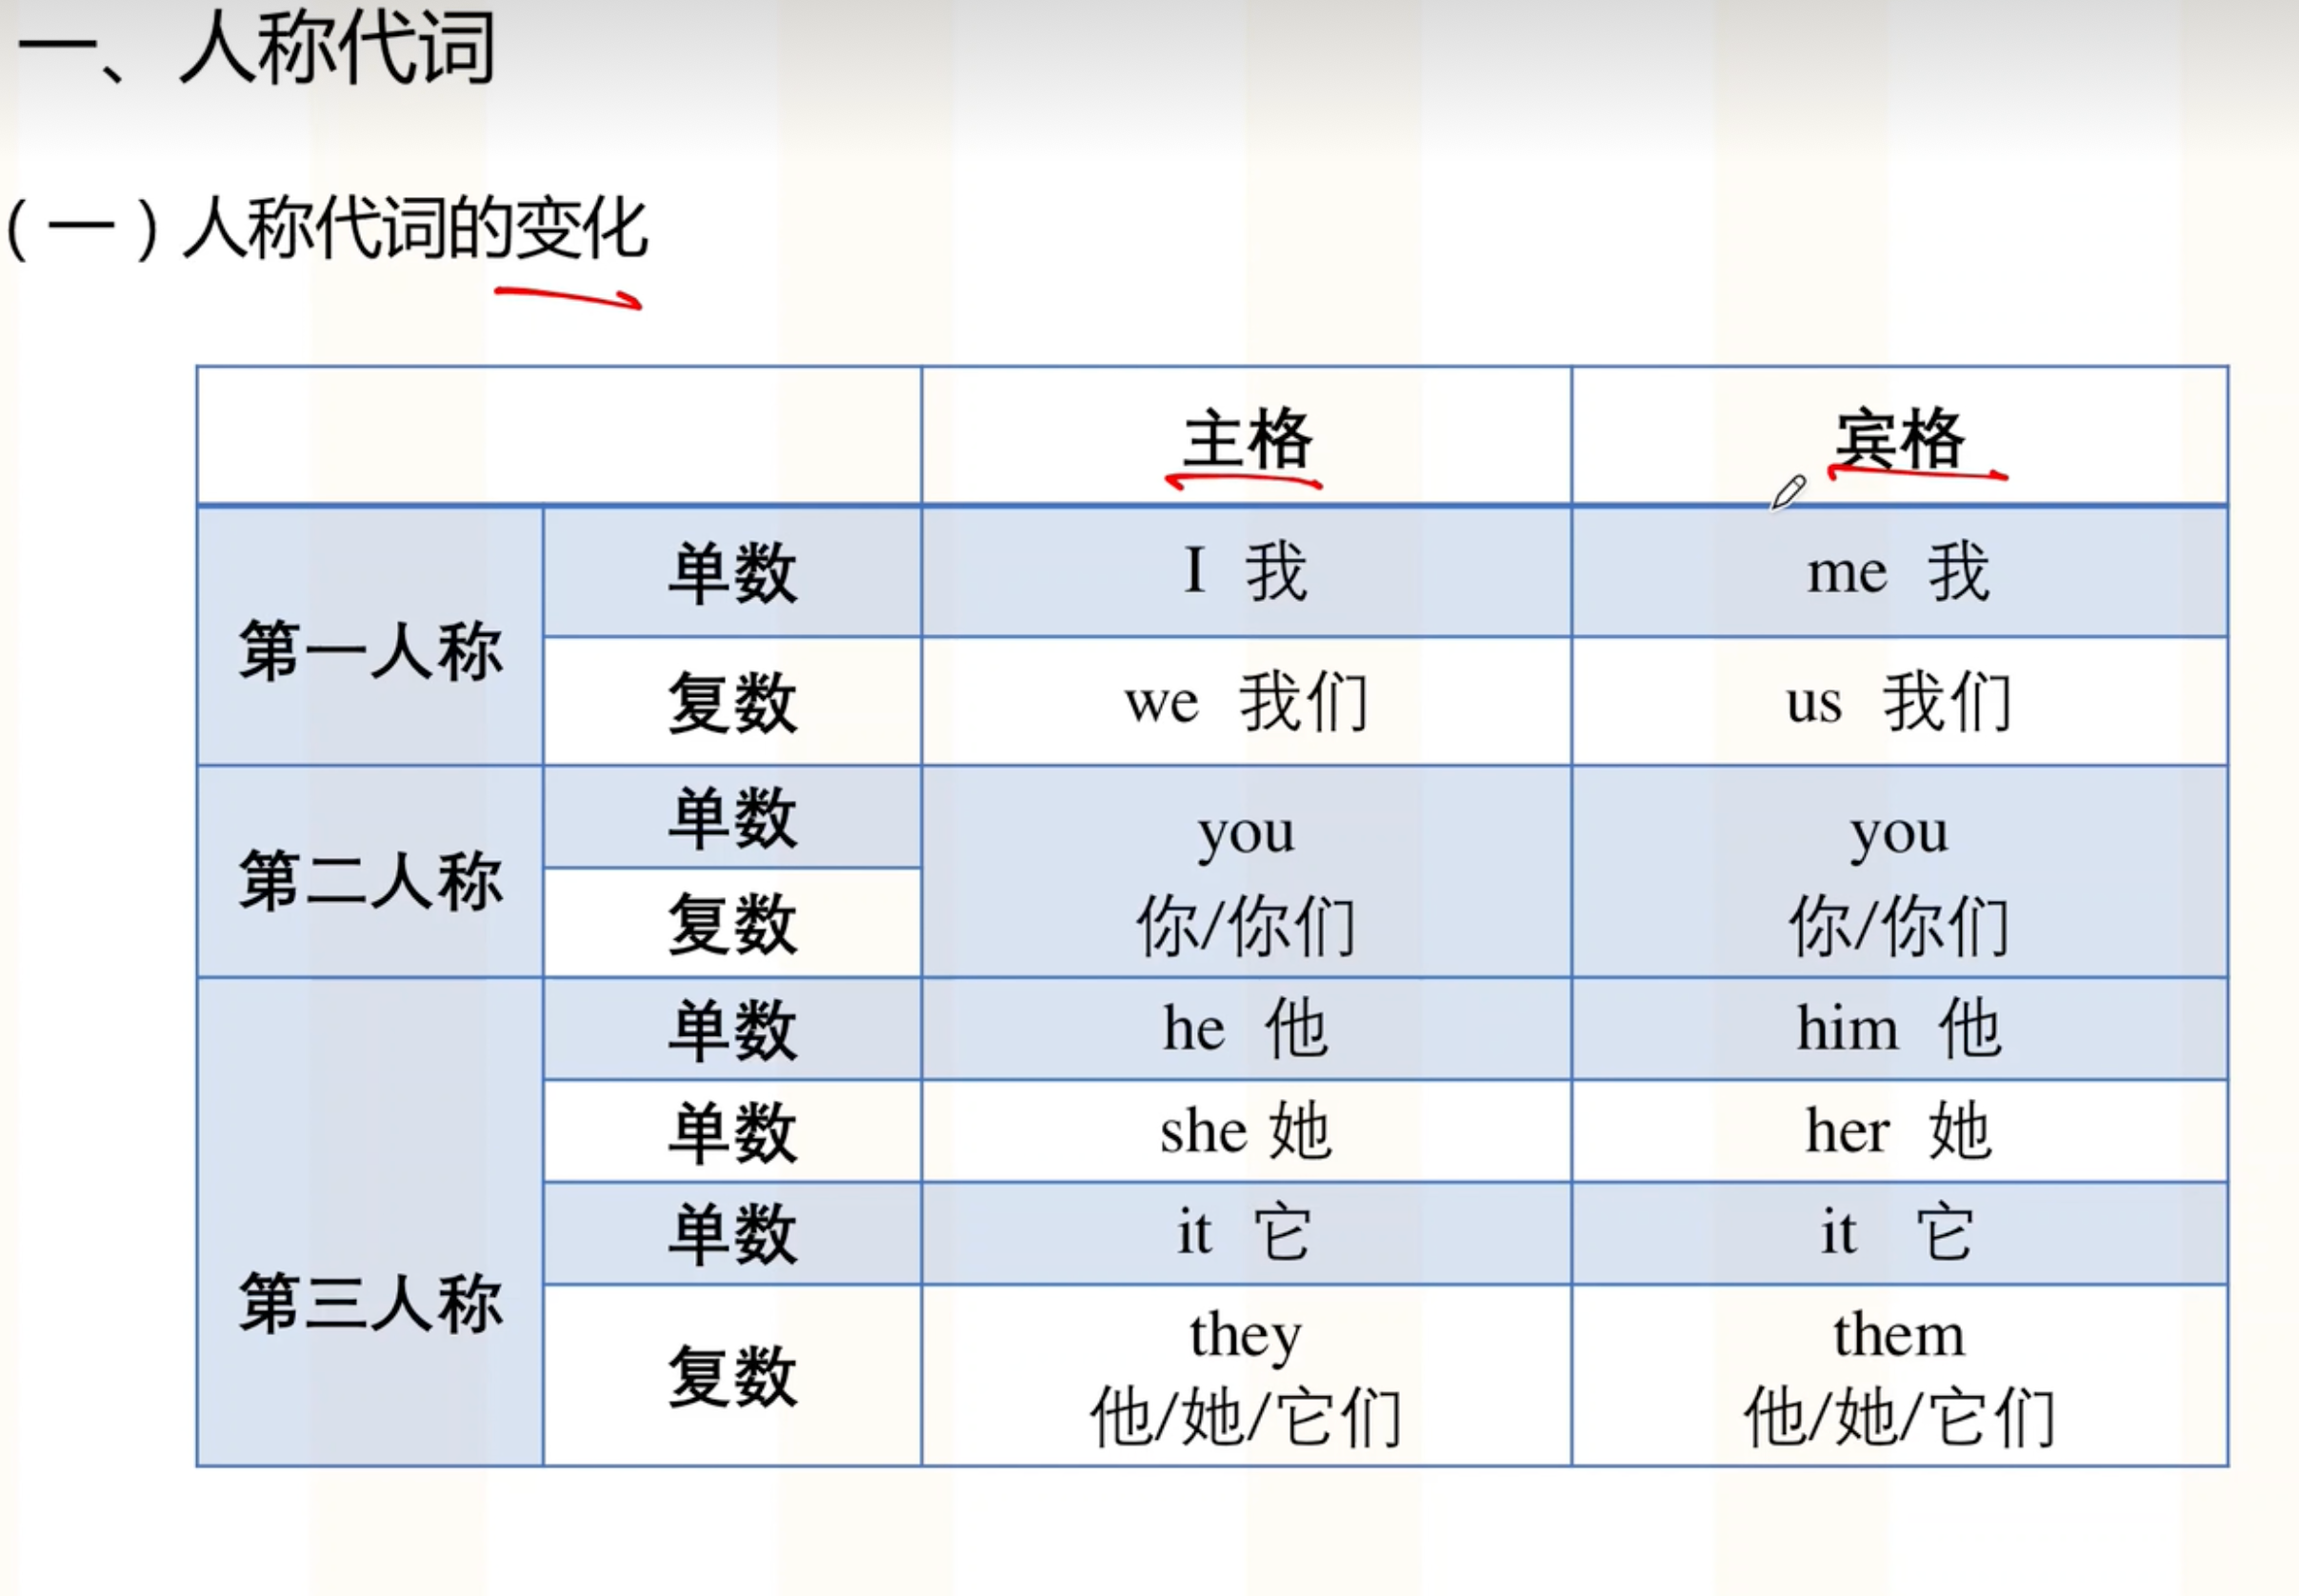 一、人称代词
（一）人称代词的变化
主格 宾格
第一人称 单数 I 我 me 我
复数 we 我们 us 我们
第二人称 单数 you you
复数 你/你们 你/你们
第三人称 单数 he 他 him 他
单数 she 她 her 她
单数 it 它 it 它
复数 they them
他/她/它们 他/她/它们